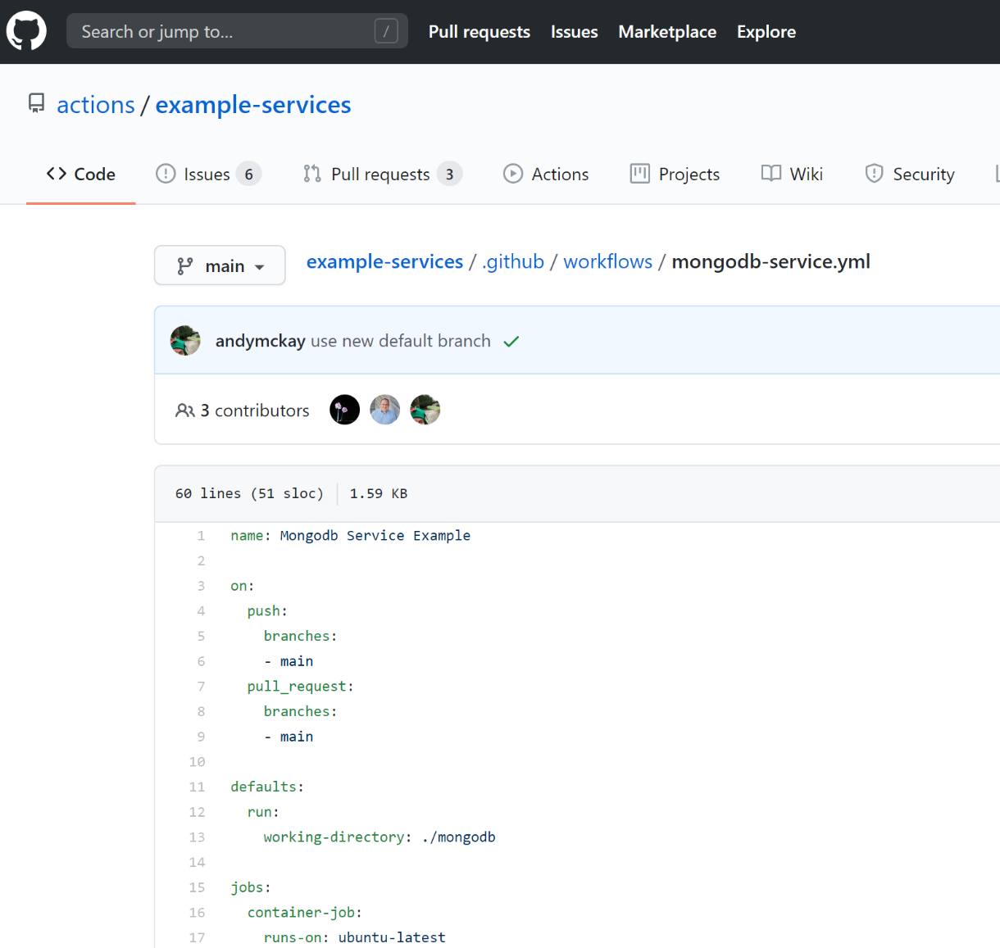 Search or jump to... / Pull requests Issues Marketplace Explore
actions / example-services
<> Code Issues 6 Pull requests 3 Actions Projects Wiki Security
main example-services / .github / workflows / mongodb-service.yml
andymckay use new default branch
3 contributors
60 lines (51 sloc) 1.59 KB
1 name: Mongodb Service Example
2
3 on:
4 push:
5 branches:
6 - main
7 pull_request:
8 branches:
9 - main
10
11 defaults:
12 run:
13 working-directory: ./mongodb
14
15 jobs:
16 container-job:
17 runs-on: ubuntu-latest